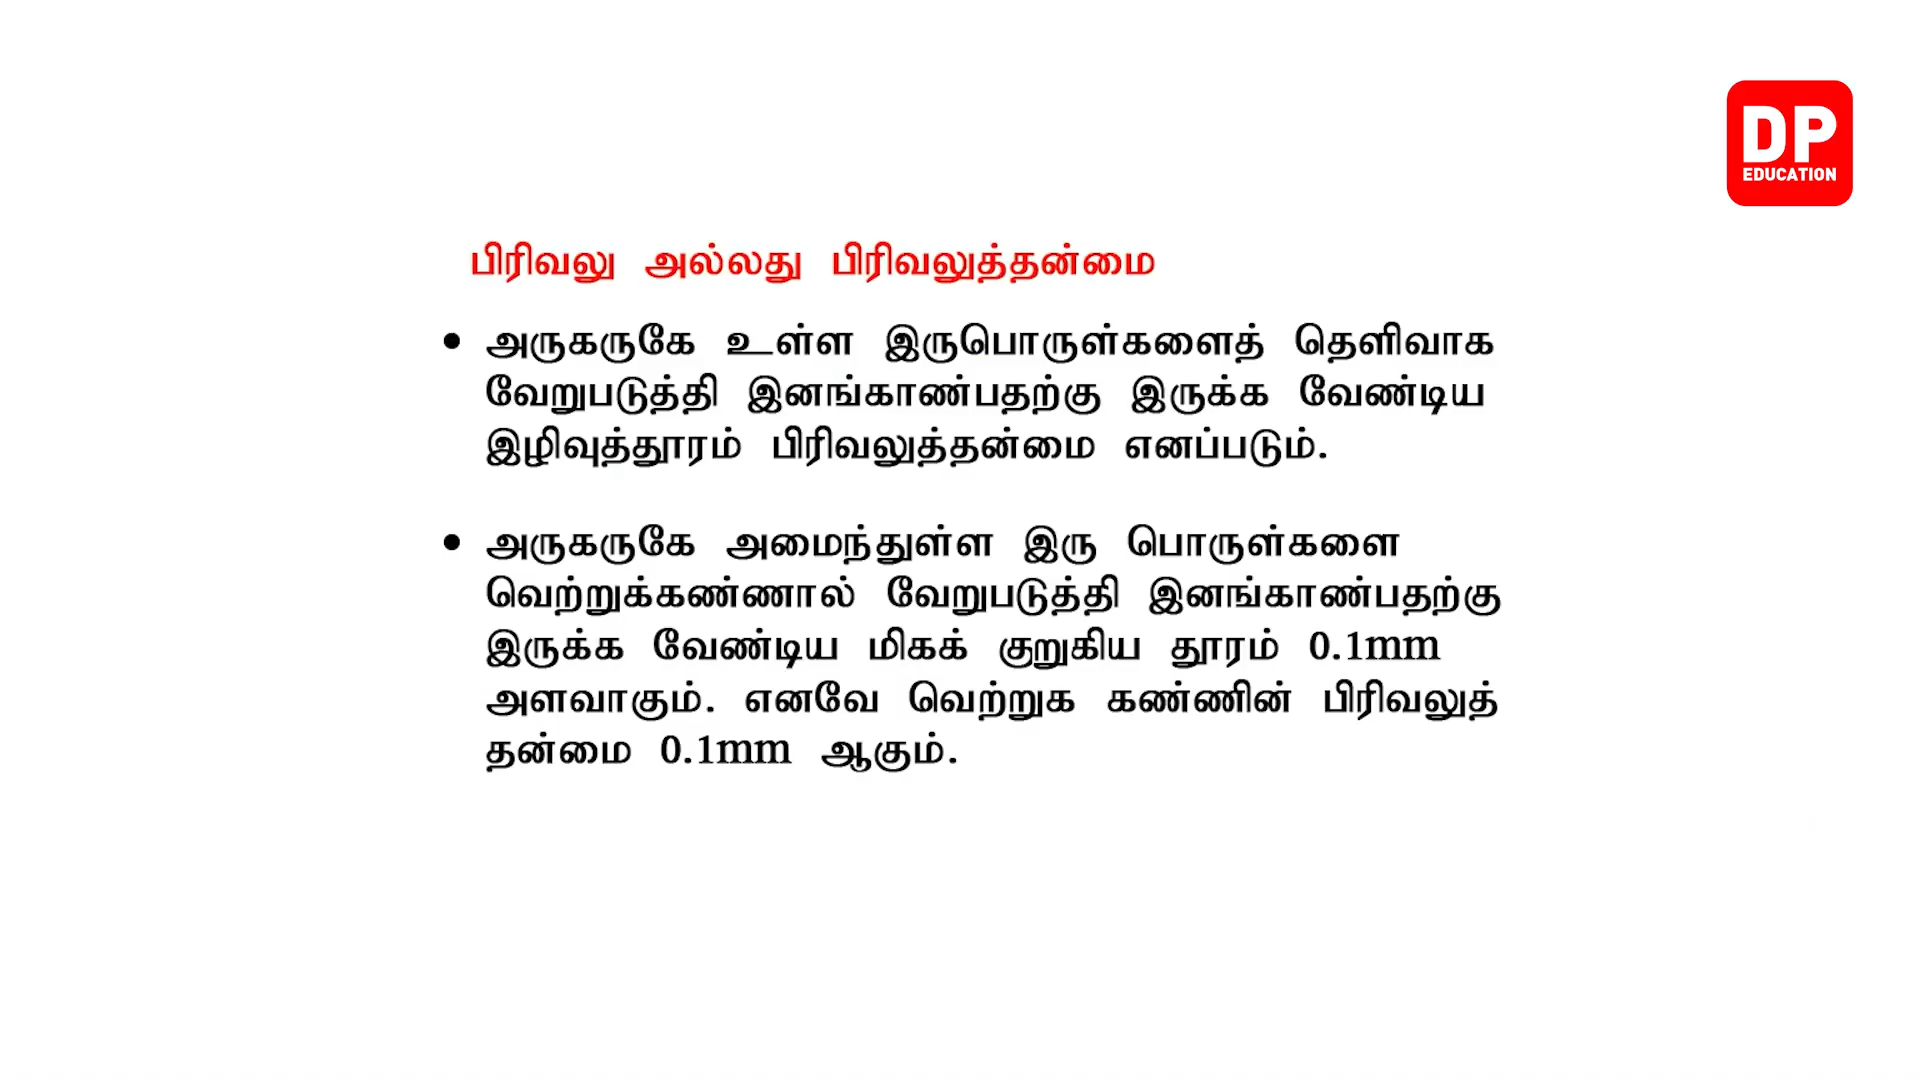 DP
EDUCATION
பிரிவலு அல்லது பிரிவலுத்தன்மை
• அருகருகே உள்ள இருபொருள்களைத் தெளிவாக
வேறுபடுத்தி இனங்காண்பதற்கு இருக்க வேண்டிய
இழிவுத்தூரம் பிரிவலுத்தன்மை எனப்படும்.
• அருகருகே அமைந்துள்ள இரு பொருள்களை
வெற்றுக்கண்ணால் வேறுபடுத்தி இனங்காண்பதற்கு
இருக்க வேண்டிய மிகக் குறுகிய தூரம் 0.1mm
அளவாகும். எனவே வெற்றுக கண்ணின் பிரிவலுத்
தன்மை 0.1mm ஆகும்.